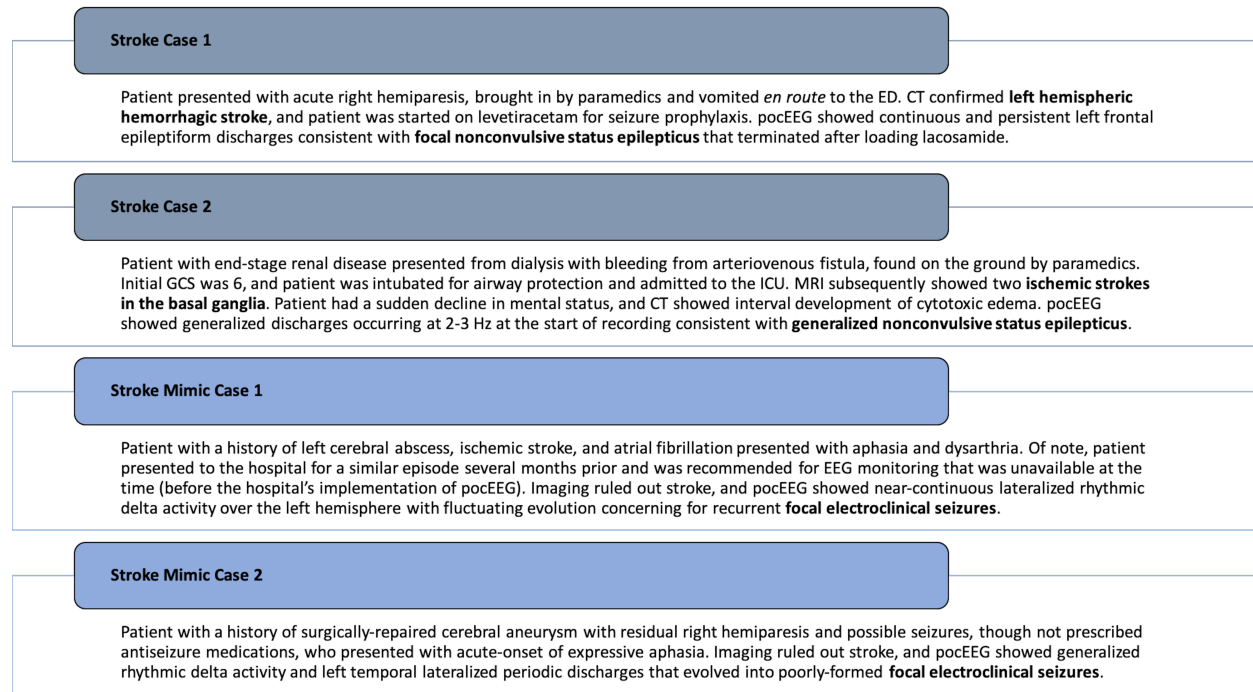 Stroke Case 1
Patient presented with acute right hemiparesis, brought in by paramedics and vomited en route to the ED. CT confirmed left hemispheric
hemorrhagic stroke, and patient was started on levetiracetam for seizure prophylaxis. pocEEG showed continuous and persistent left frontal
epileptiform discharges consistent with focal nonconvulsive status epilepticus that terminated after loading lacosamide.
Stroke Case 2
Patient with end-stage renal disease presented from dialysis with bleeding from arteriovenous fistula, found on the ground by paramedics.
Initial GCS was 6, and patient was intubated for airway protection and admitted to the ICU. MRI subsequently showed two ischemic strokes
in the basal ganglia. Patient had a sudden decline in mental status, and CT showed interval development of cytotoxic edema. pocEEG
showed generalized discharges occurring at 2-3 Hz at the start of recording consistent with generalized nonconvulsive status epilepticus.
Stroke Mimic Case 1
Patient with a history of left cerebral abscess, ischemic stroke, and atrial fibrillation presented with aphasia and dysarthria. Of note, patient
presented to the hospital for a similar episode several months prior and was recommended for EEG monitoring that was unavailable at the
time (before the hospital's implementation of pocEEG). Imaging ruled out stroke, and pocEEG showed near-continuous lateralized rhythmic
delta activity over the left hemisphere with fluctuating evolution concerning for recurrent focal electroclinical seizures.
Stroke Mimic Case 2
Patient with a history of surgically-repaired cerebral aneurysm with residual right hemiparesis and possible seizures, though not prescribed
antiseizure medications, who presented with acute-onset of expressive aphasia. Imaging ruled out stroke, and pocEEG showed generalized
rhythmic delta activity and left temporal lateralized periodic discharges that evolved into poorly-formed focal electroclinical seizures.